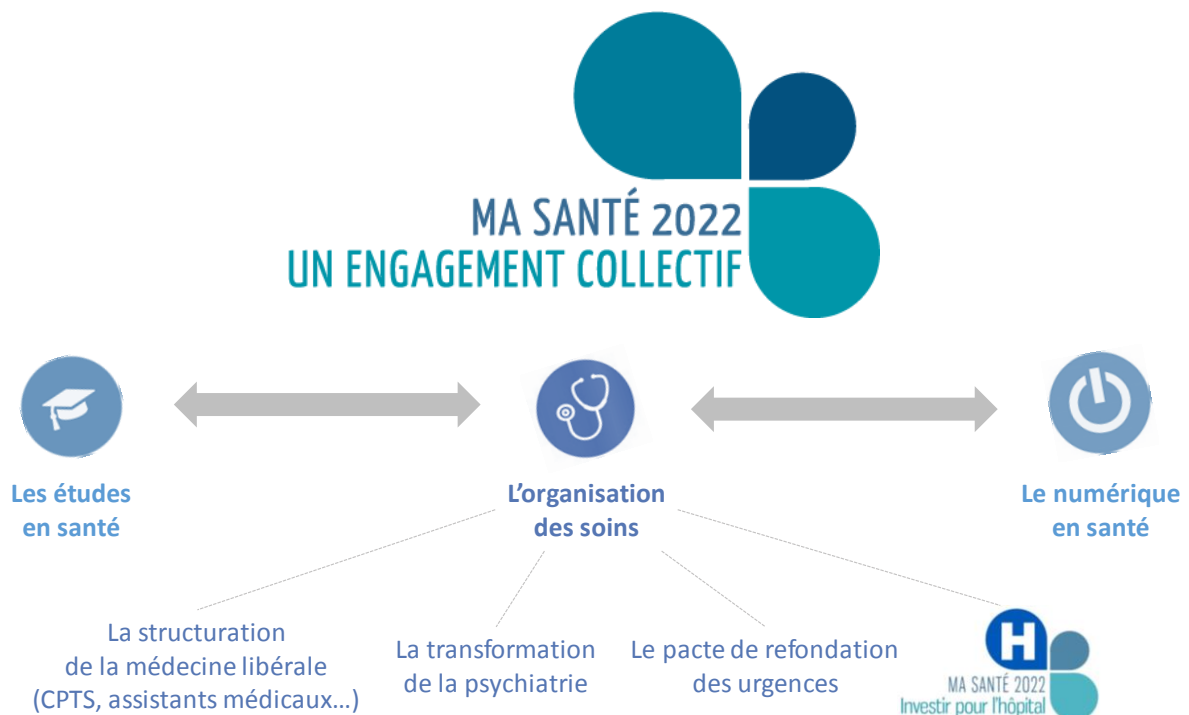 MA SANTÉ 2022
UN ENGAGEMENT COLLECTIF
Les études
en santé
L'organisation
des soins
Le numérique
en santé
La structuration
de la médecine libérale
(CPTS, assistants médicaux...)
La transformation
de la psychiatrie
Le pacte de refondation
des urgences
H
MA SANTÉ 2022
Investir pour l'hôpital